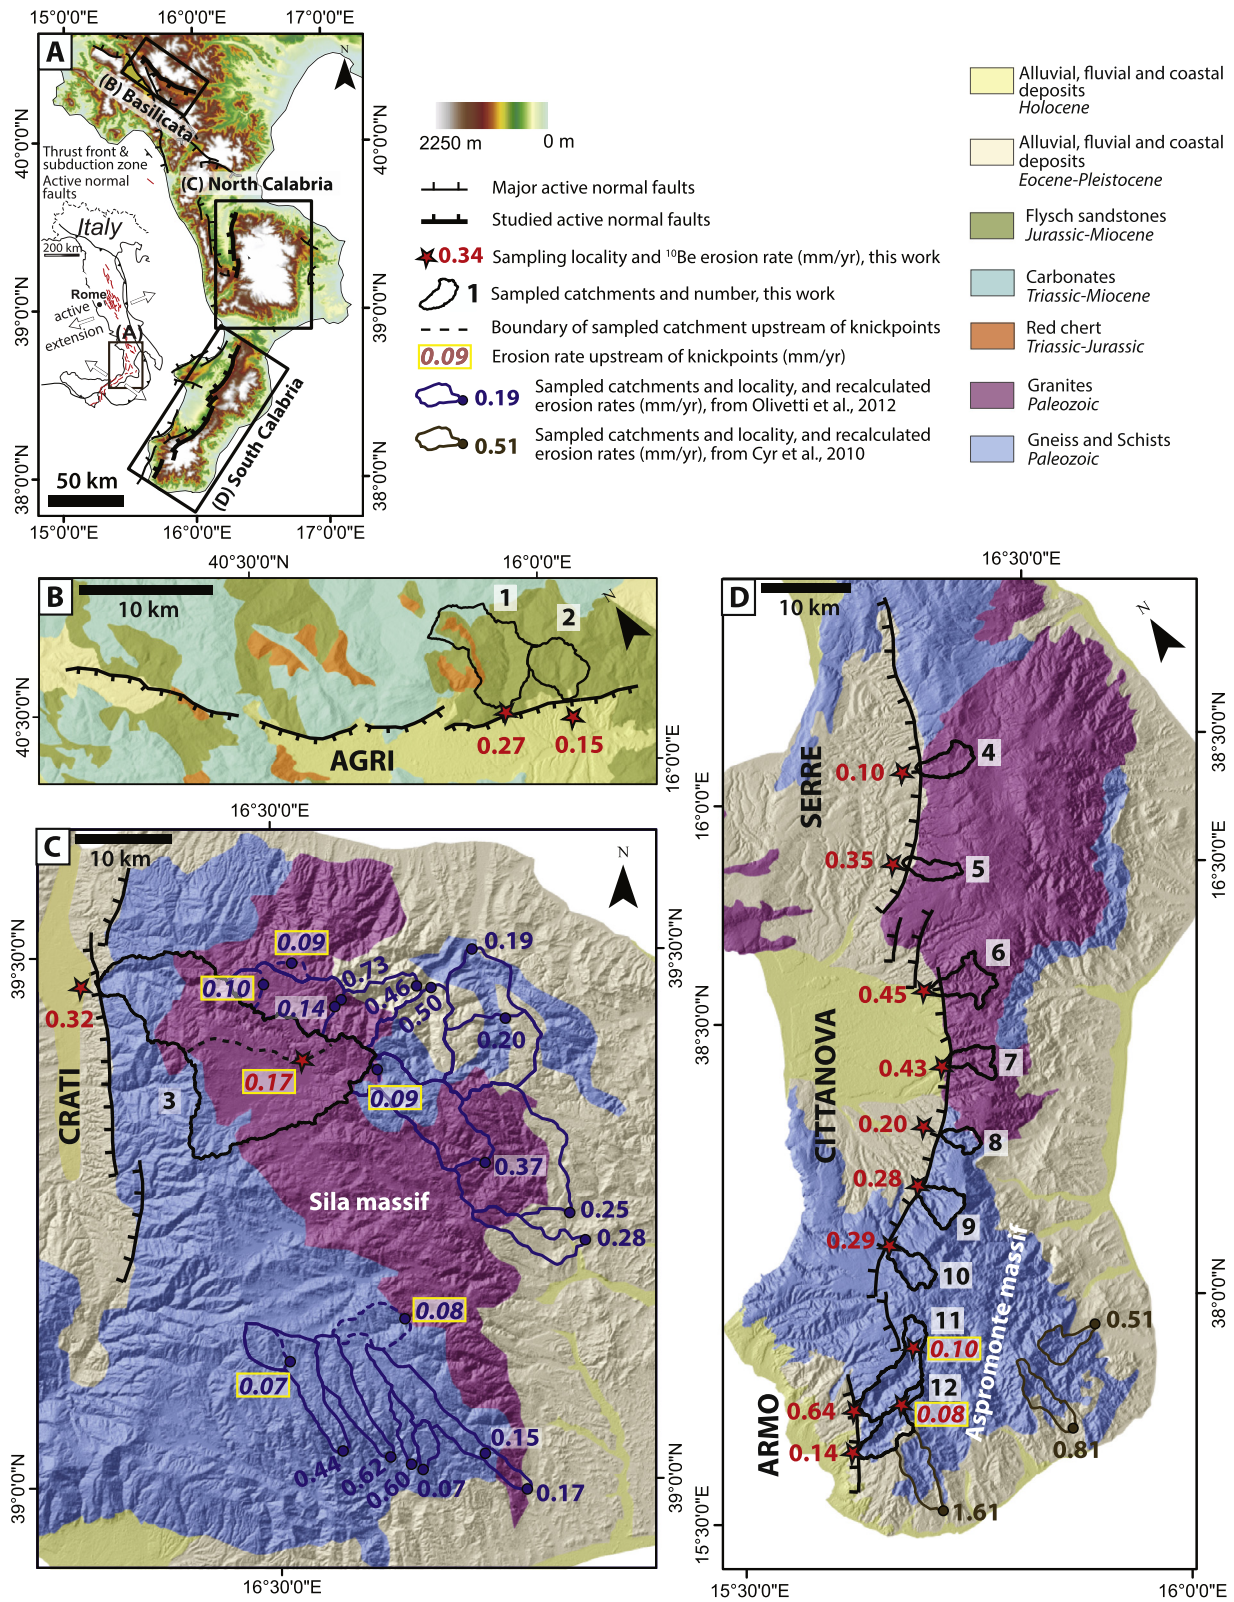 15°0'0"E
16°0'0"E
17°0'0"E
A
N
(B) Basilicata
40°0'0"N
40°0'0"N
Thrust front &
subduction zone
Active normal
faults
(C) North Calabria
Italy
200 km
Rome
active
extension
(A)
39°0'0"N
39°0'0"N
(D) South Calabria
38°0'0"N
38°0'0"N
50 km
15°0'0"E
16°0'0"E
17°0'0"E
2250 m
0 m
Major active normal faults
Studied active normal faults
0.34
Sampling locality and ¹⁰Be erosion rate (mm/yr), this work
1
Sampled catchments and number, this work
Boundary of sampled catchment upstream of knickpoints
0.09
Erosion rate upstream of knickpoints (mm/yr)
0.19
Sampled catchments and locality, and recalculated
erosion rates (mm/yr), from Olivetti et al., 2012
0.51
Sampled catchments and locality, and recalculated
erosion rates (mm/yr), from Cyr et al., 2010
Alluvial, fluvial and coastal
deposits
Holocene
Alluvial, fluvial and coastal
deposits
Eocene-Pleistocene
Flysch sandstones
Jurassic-Miocene
Carbonates
Triassic-Miocene
Red chert
Triassic-Jurassic
Granites
Paleozoic
Gneiss and Schists
Paleozoic
40°30'0"N
16°0'0"E
B
10 km
1
2
N
40°30'0"N
16°0'0"E
0.27
0.15
AGRI
16°30'0"E
C
10 km
N
39°30'0"N
39°30'0"N
0.09
0.19
0.10
0.73
0.14
0.46
0.50
0.32
0.20
0.17
0.09
3
CRATI
0.37
Sila massif
0.25
0.28
0.08
0.07
0.15
0.44
0.62
0.60
0.07
0.17
39°0'0"N
39°0'0"N
16°30'0"E
16°30'0"E
D
10 km
N
38°30'0"N
SERRE
4
0.10
16°0'0"E
0.35
5
16°30'0"E
6
0.45
38°30'0"N
CITTANOVA
0.43
7
0.20
8
0.28
9
0.29
10
Aspromonte massif
38°0'0"N
11
0.51
0.10
12
0.64
0.08
ARMO
0.14
0.81
1.61
15°30'0"E
15°30'0"E
16°0'0"E